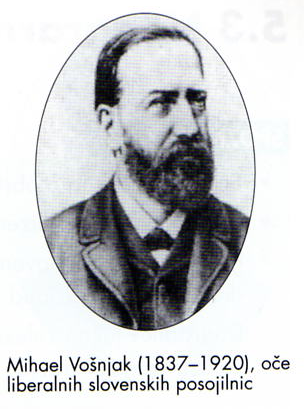 Mihael Vošnjak (1837–1920), oče
liberalnih slovenskih posojilnic